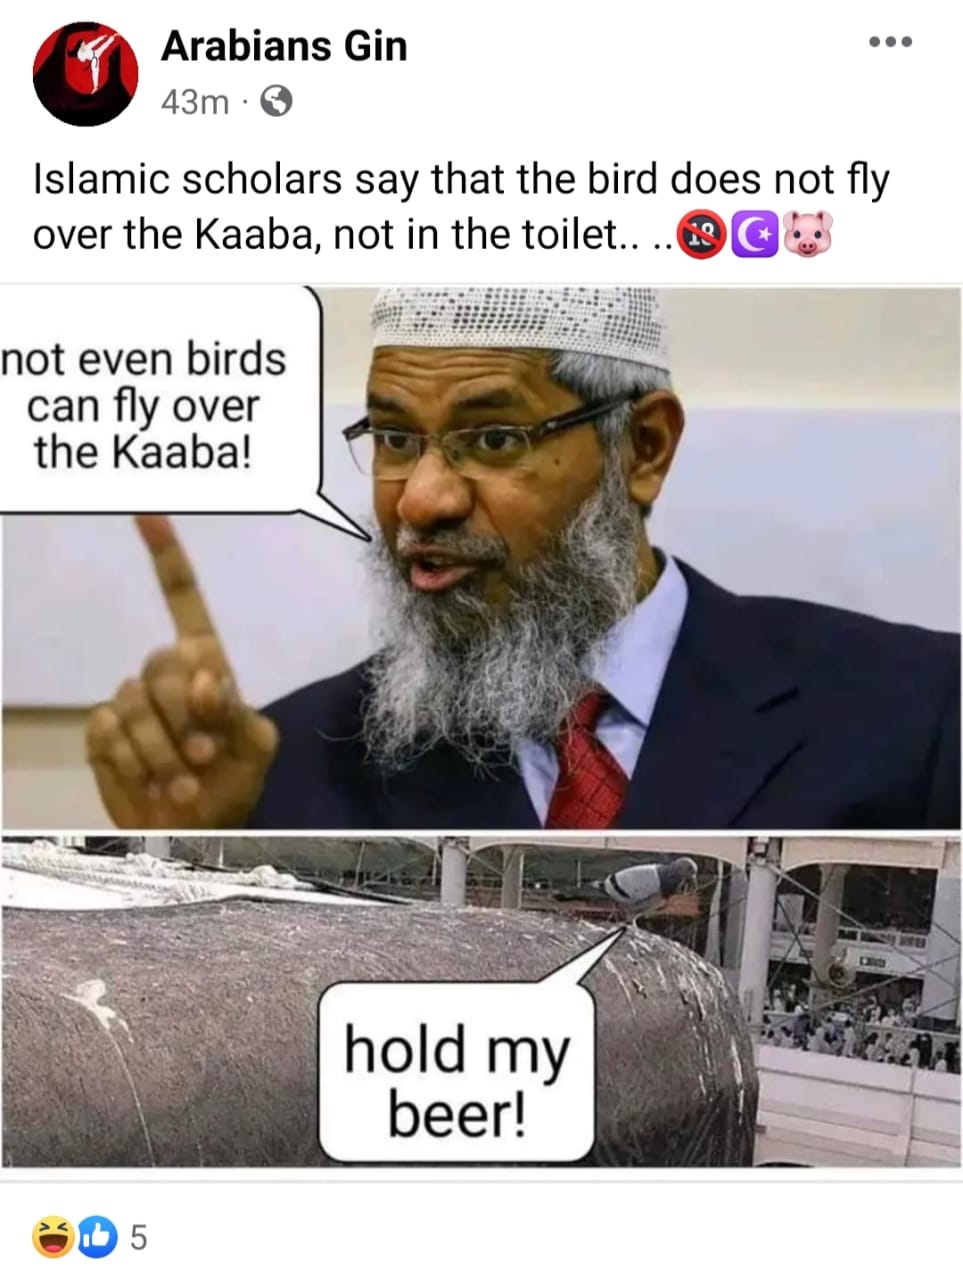 Arabians Gin
43m ·
Islamic scholars say that the bird does not fly
over the Kaaba, not in the toilet.. ..🔞☪️🐷
not even birds
can fly over
the Kaaba!
hold my
beer!
5